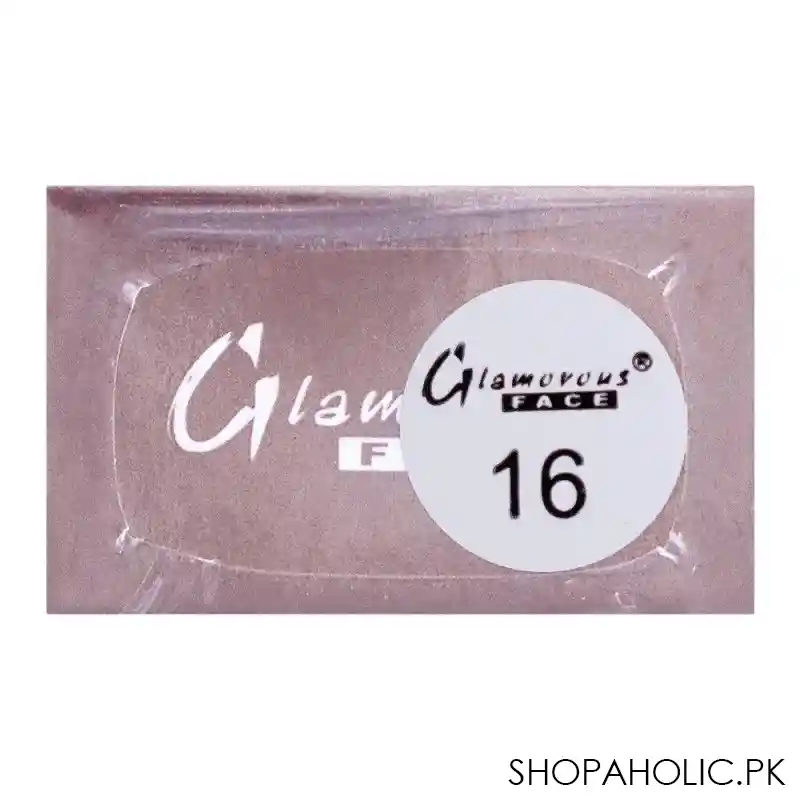 Glam
F
Glamorous®
FACE
16
SHOPAHOLIC.PK